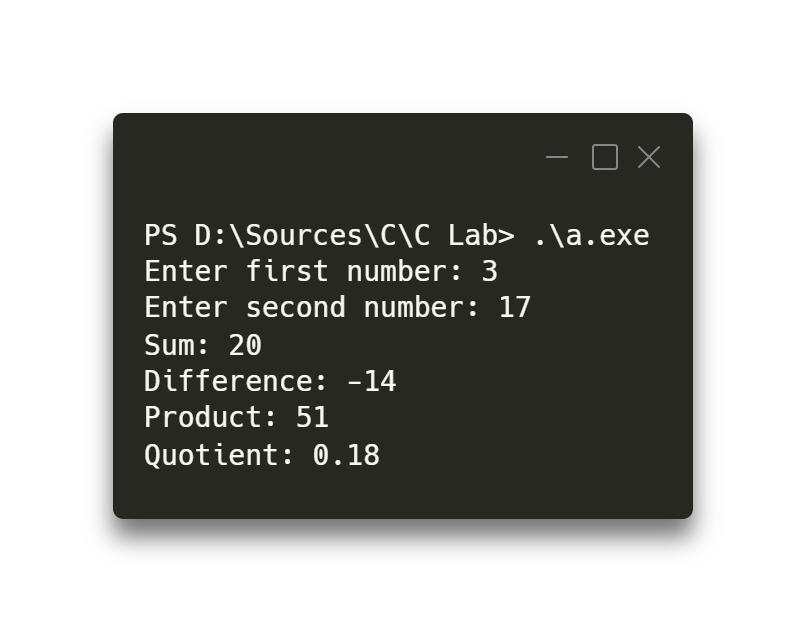 PS D:\Sources\C\C Lab> .\a.exe
Enter first number: 3
Enter second number: 17
Sum: 20
Difference: -14
Product: 51
Quotient: 0.18